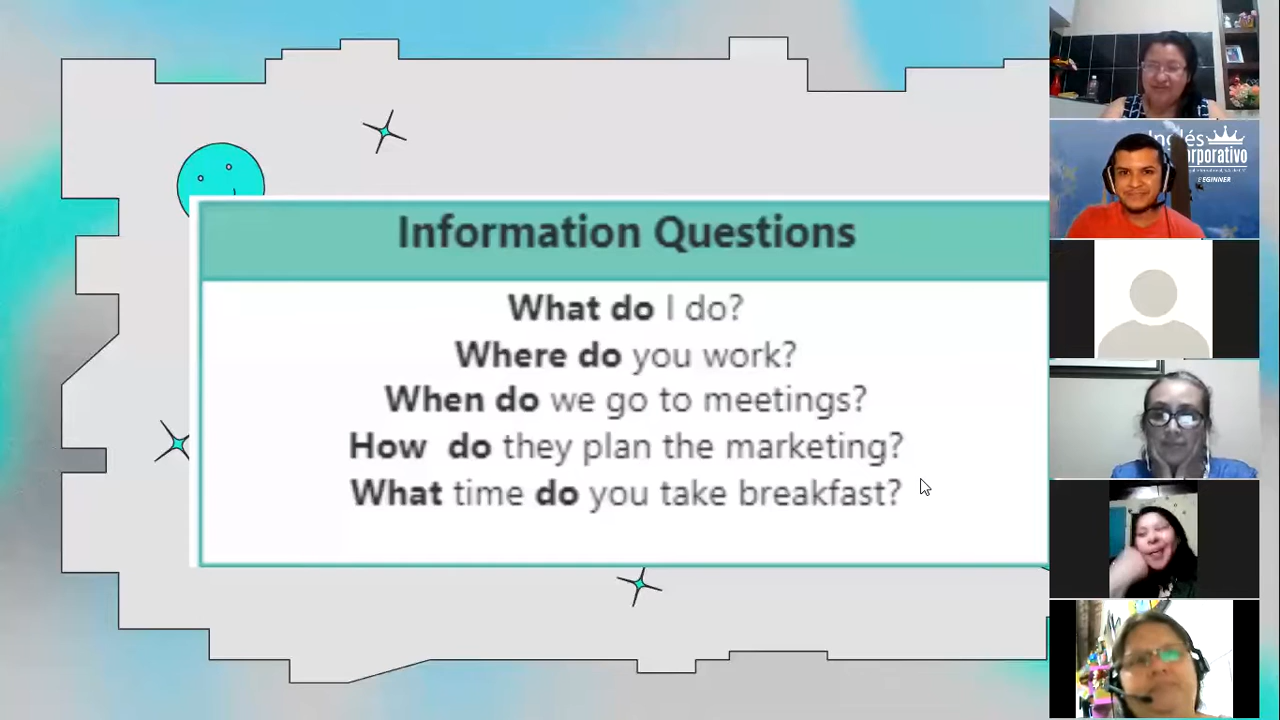 Information Questions
What do I do?
Where do you work?
When do we go to meetings?
How do they plan the marketing?
What time do you take breakfast?
Inglés